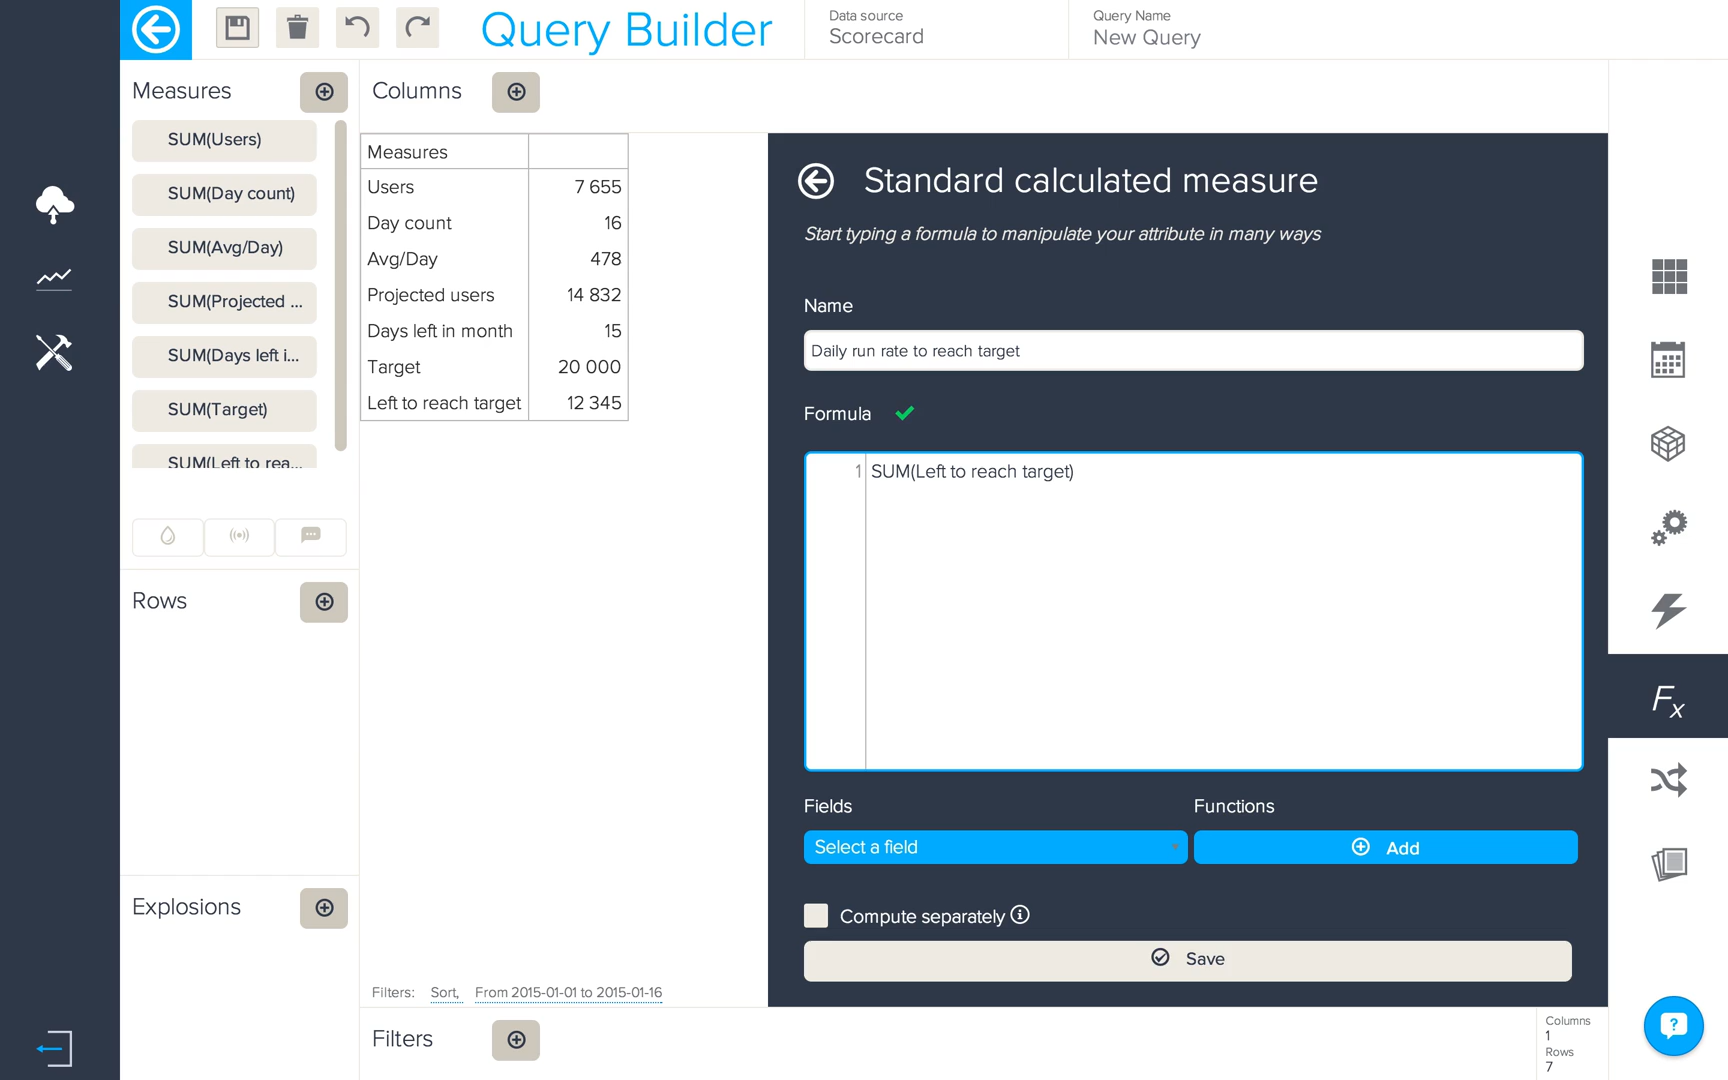 Query Builder
Data source
Scorecard
Query Name
New Query
Measures
SUM(Users)
SUM(Day count)
SUM(Avg/Day)
SUM(Projected ...
SUM(Days left i...
SUM(Target)
SUM(Left to rea...
Rows
Explosions
Columns
Measures
Users 7 655
Day count 16
Avg/Day 478
Projected users 14 832
Days left in month 15
Target 20 000
Left to reach target 12 345
Standard calculated measure
Start typing a formula to manipulate your attribute in many ways
Name
Daily run rate to reach target
Formula
1 SUM(Left to reach target)
Fields
Functions
Select a field
Add
Compute separately
Save
Filters: Sort, From 2015-01-01 to 2015-01-16
Filters
Columns
1
Rows
7
Fx